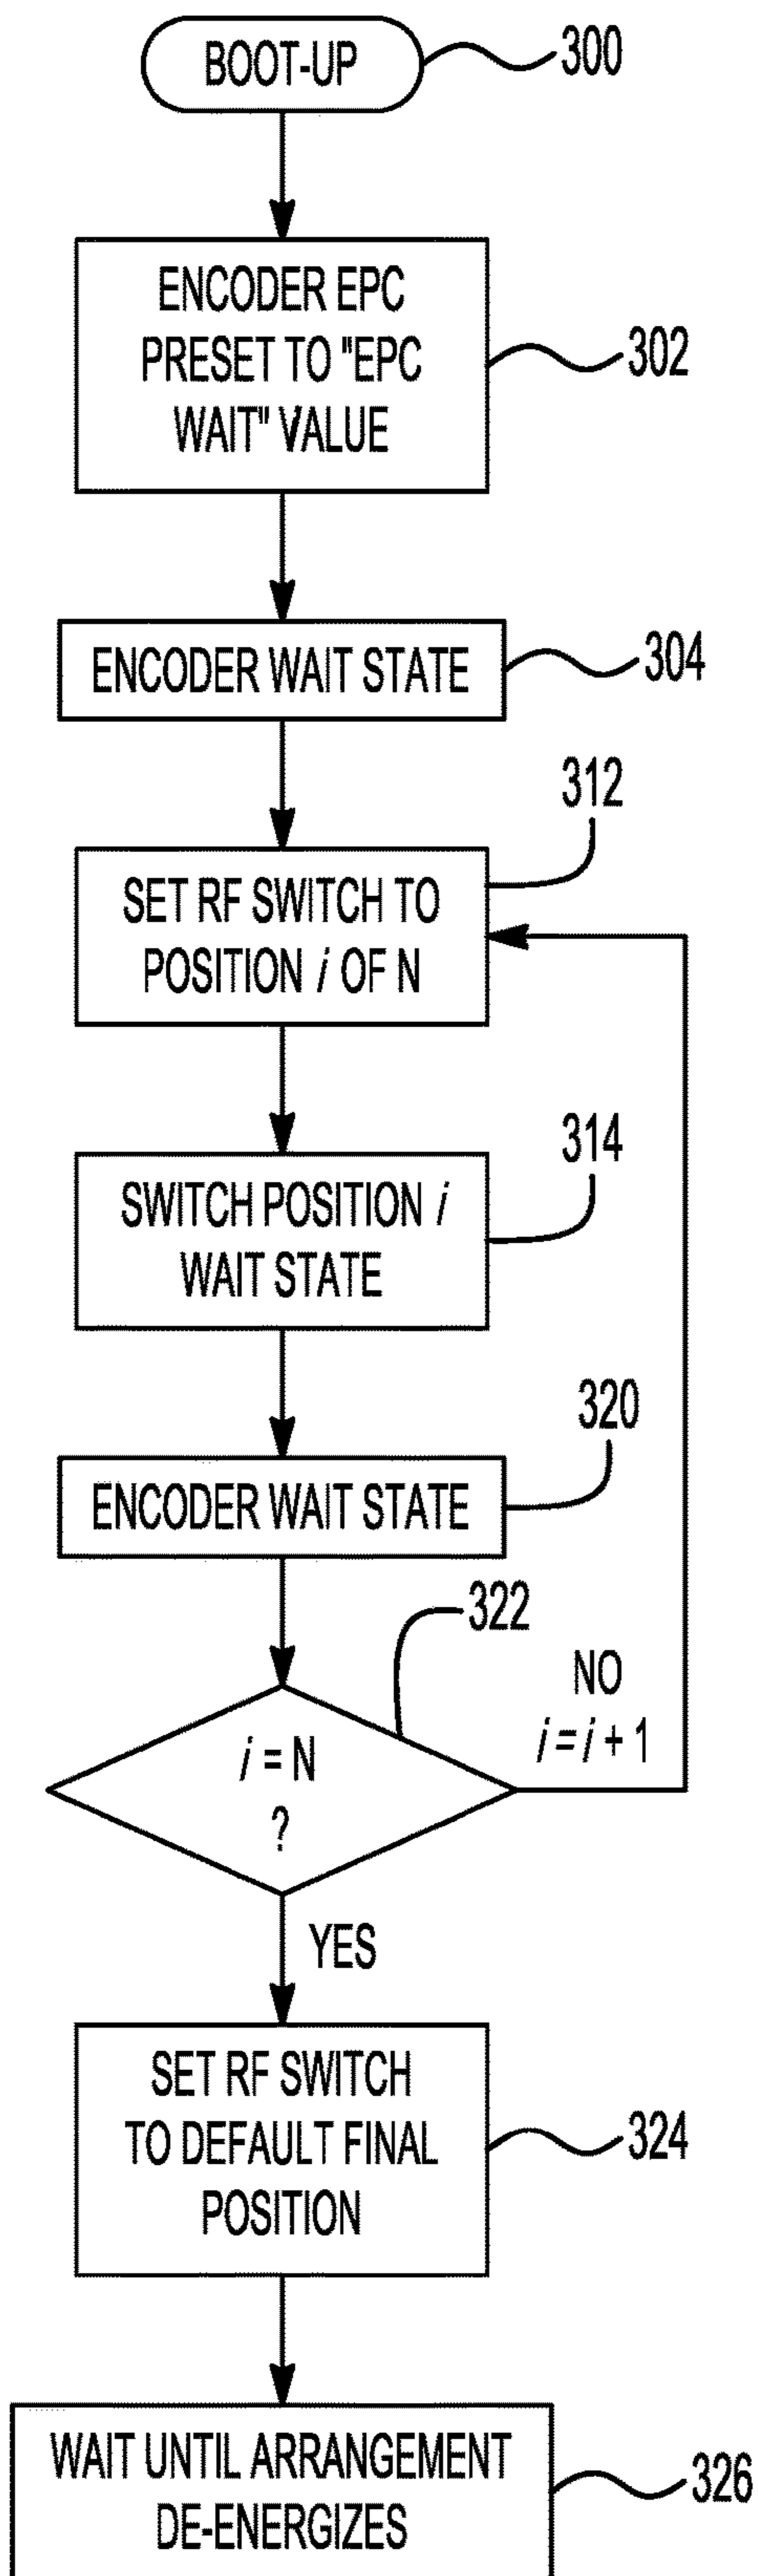 BOOT-UP
300
ENCODER EPC
PRESET TO "EPC
WAIT" VALUE
302
ENCODER WAIT STATE
304
312
SET RF SWITCH TO
POSITION i OF N
314
SWITCH POSITION i
WAIT STATE
320
ENCODER WAIT STATE
322
NO
i = i + 1
i = N
?
YES
SET RF SWITCH
TO DEFAULT FINAL
POSITION
324
WAIT UNTIL ARRANGEMENT
DE-ENERGIZES
326